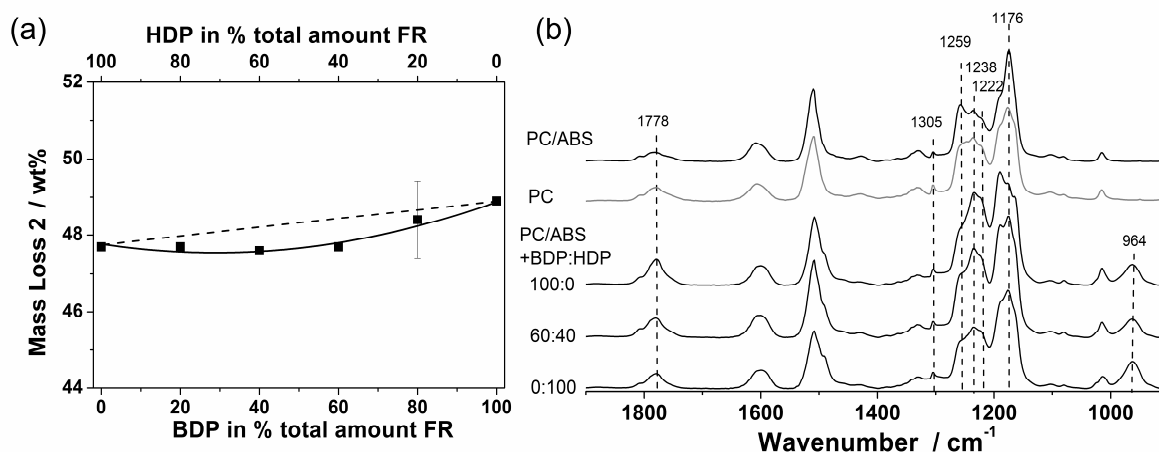 (a)
HDP in % total amount FR
100 80 60 40 20 0
52
50
48
46
44
Mass Loss 2 / wt%
0 20 40 60 80 100
BDP in % total amount FR
(b)
1176
1259
1238
1222
1778
1305
PC/ABS
PC
PC/ABS
+BDP:HDP
100:0
964
60:40
0:100
1800 1600 1400 1200 1000
Wavenumber / cm⁻¹